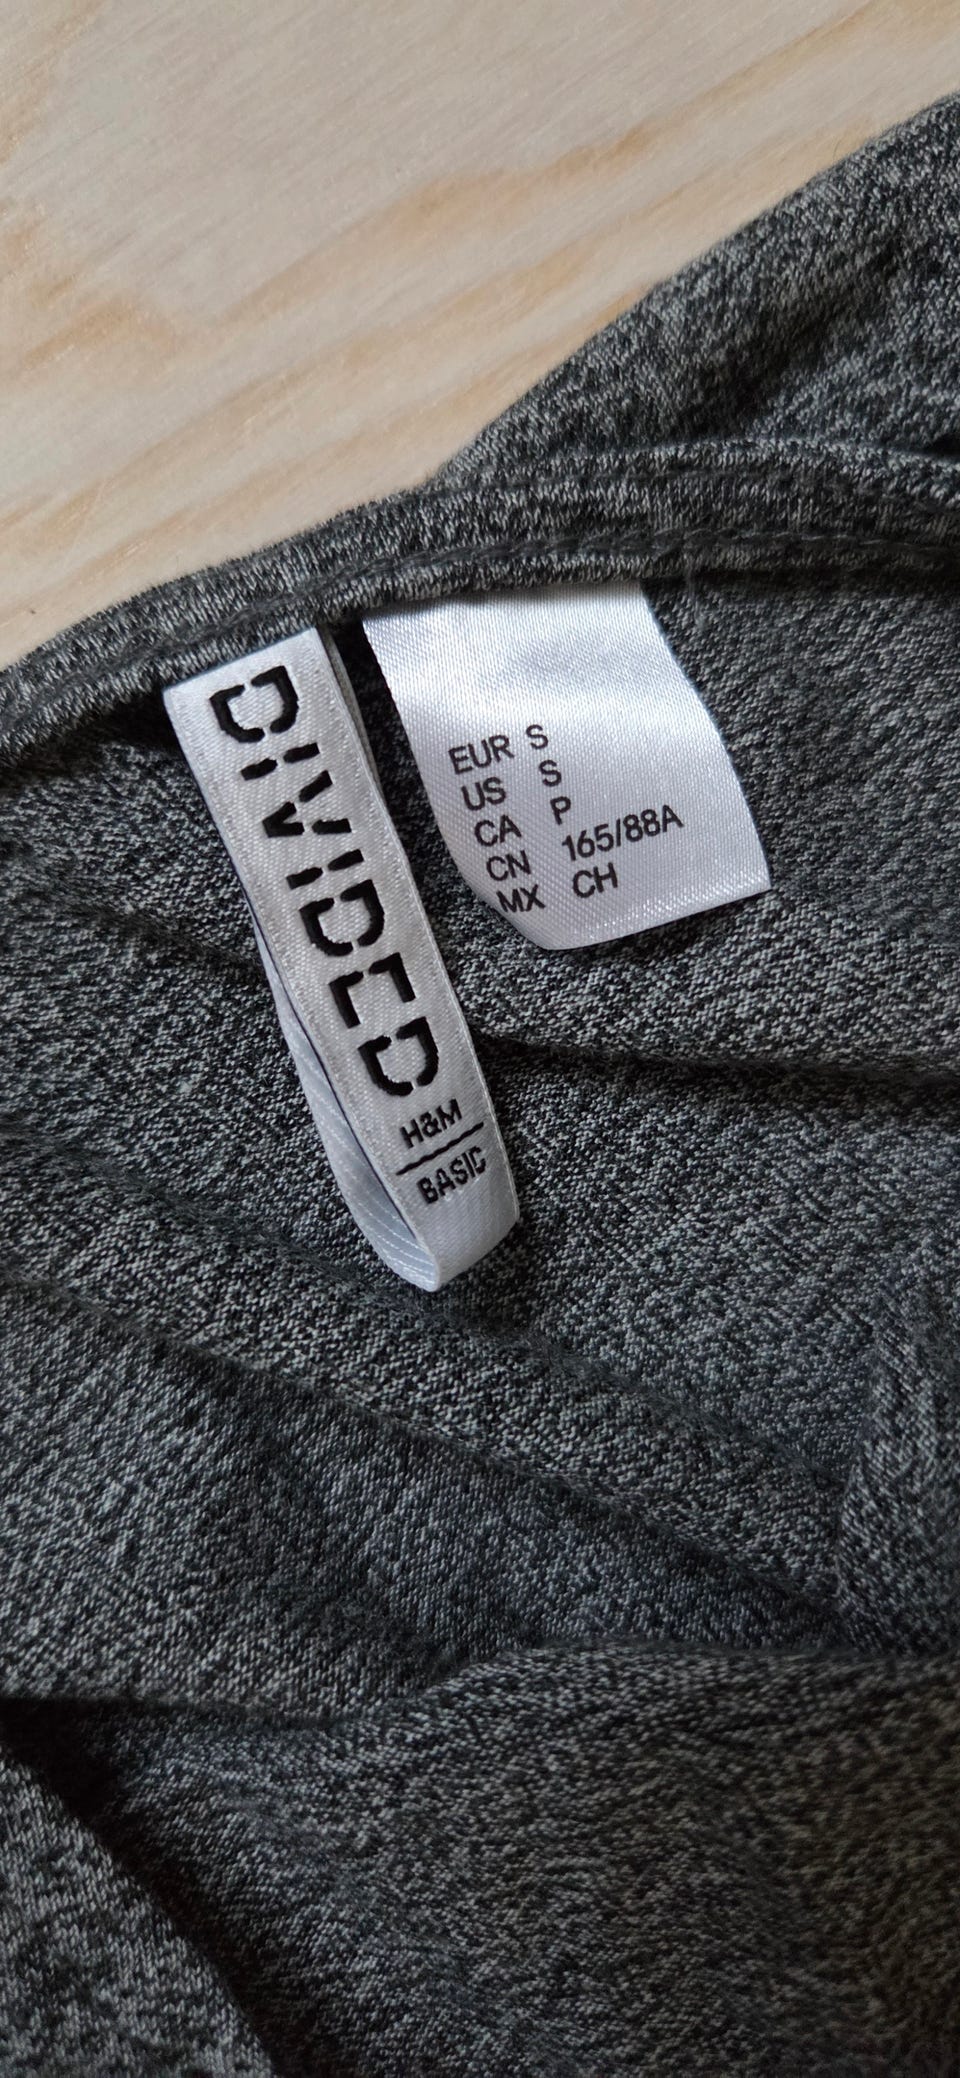 DIVIDED
H&M
BASIC
EUR S
US S
CA P
CN 165/88A
MX CH